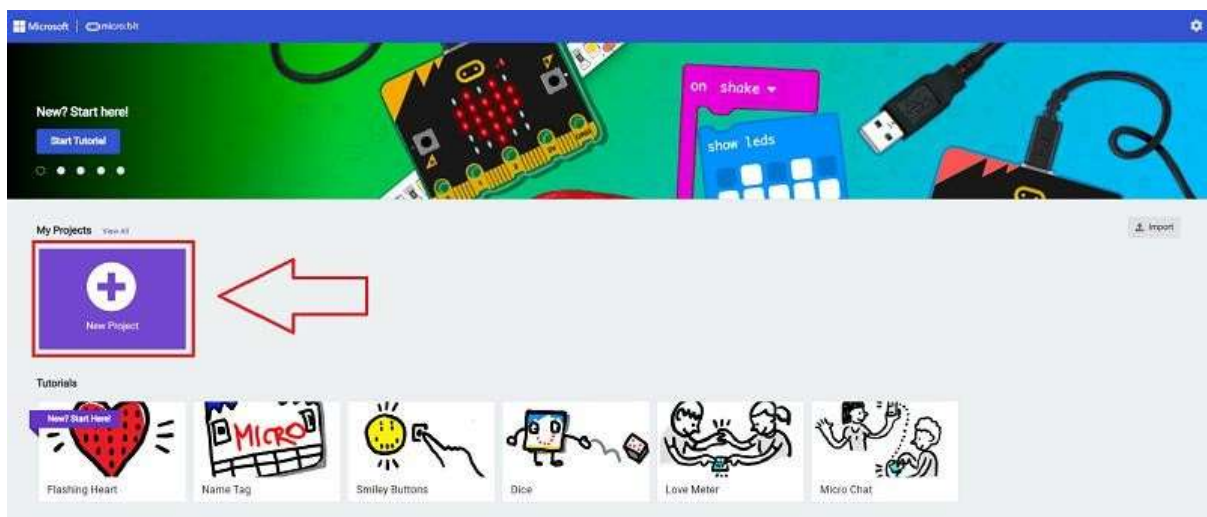 Microsoft | micro:bit
New? Start here!
Start Tutorial
on shake
show leds
My Projects View All
Import
New Project
Tutorials
New? Start Here!
MICRO
Flashing Heart
Name Tag
Smiley Buttons
Dice
Love Meter
Micro Chat